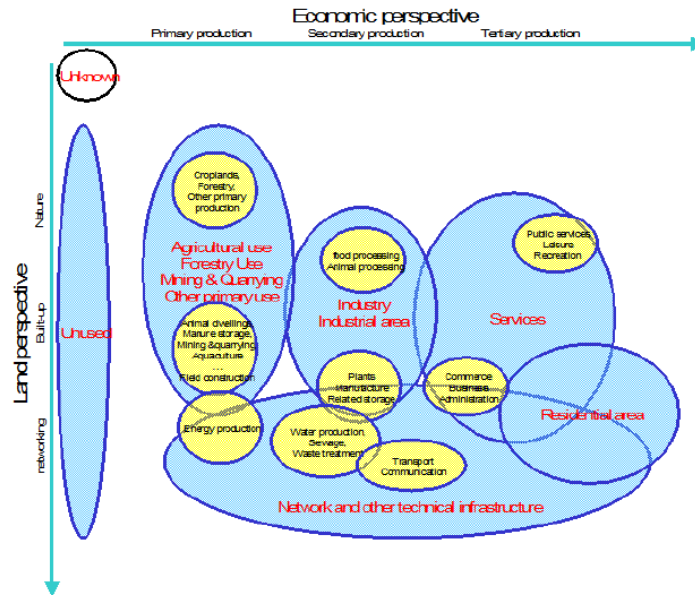 Economic perspective
Primary production
Secondary production
Tertiary production
Unknown
Land perspective
Nature
Built-up
networking
Unused
Croplands,
Forestry,
Other primary
production
Agricultural use
Forestry Use
Mining & Quarrying
Other primary use
Animal dwellings,
Manure storage,
Mining &quarrying
Aquaculture
...
Field construction
Energy production
food processing
Animal processing
Industry
Industrial area
Plants
Manufacture
Related storage
Water production,
Sewage,
Waste treatment
Transport
Communication
Public services
Leisure
Recreation
Services
Commerce
Business
Administration
Residential area
Network and other technical infrastructure